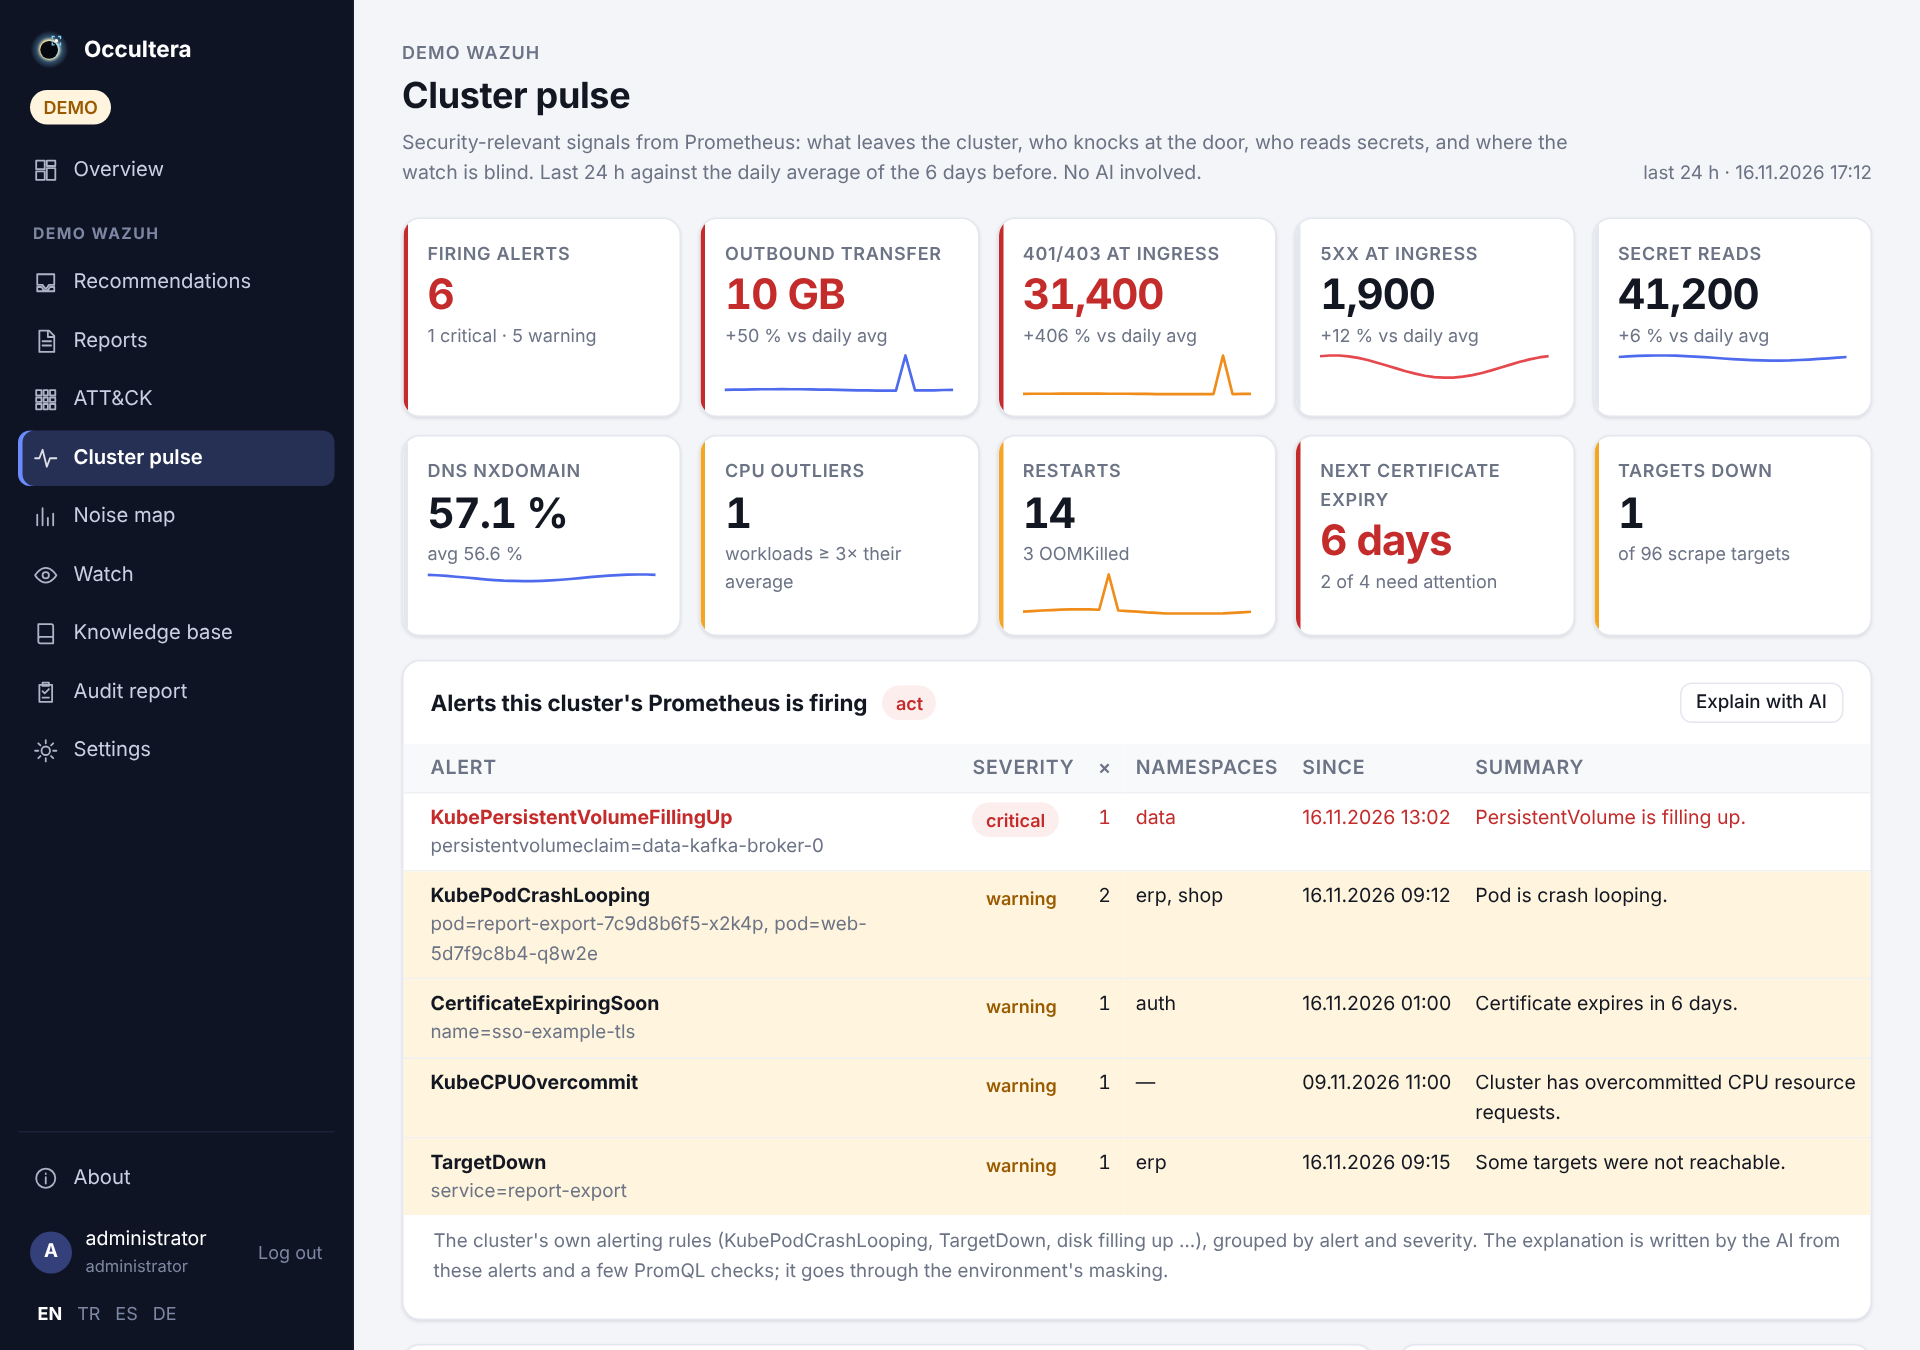 Occultera
DEMO
Overview
DEMO WAZUH
Recommendations
Reports
ATT&CK
Cluster pulse
Noise map
Watch
Knowledge base
Audit report
Settings
About
A
administrator
administrator
Log out
EN TR ES DE
DEMO WAZUH
Cluster pulse
Security-relevant signals from Prometheus: what leaves the cluster, who knocks at the door, who reads secrets, and where the
watch is blind. Last 24 h against the daily average of the 6 days before. No AI involved.
last 24 h · 16.11.2026 17:12
FIRING ALERTS
6
1 critical · 5 warning
OUTBOUND TRANSFER
10 GB
+50 % vs daily avg
401/403 AT INGRESS
31,400
+406 % vs daily avg
5XX AT INGRESS
1,900
+12 % vs daily avg
SECRET READS
41,200
+6 % vs daily avg
DNS NXDOMAIN
57.1 %
avg 56.6 %
CPU OUTLIERS
1
workloads ≥ 3× their
average
RESTARTS
14
3 OOMKilled
NEXT CERTIFICATE
EXPIRY
6 days
2 of 4 need attention
TARGETS DOWN
1
of 96 scrape targets
Alerts this cluster's Prometheus is firing act
Explain with AI
ALERT SEVERITY × NAMESPACES SINCE SUMMARY
KubePersistentVolumeFillingUp critical 1 data 16.11.2026 13:02 PersistentVolume is filling up.
persistentvolumeclaim=data-kafka-broker-0
KubePodCrashLooping warning 2 erp, shop 16.11.2026 09:12 Pod is crash looping.
pod=report-export-7c9d8b6f5-x2k4p, pod=web-
5d7f9c8b4-q8w2e
CertificateExpiringSoon warning 1 auth 16.11.2026 01:00 Certificate expires in 6 days.
name=sso-example-tls
KubeCPUOvercommit warning 1 — 09.11.2026 11:00 Cluster has overcommitted CPU resource
requests.
TargetDown warning 1 erp 16.11.2026 09:15 Some targets were not reachable.
service=report-export
The cluster's own alerting rules (KubePodCrashLooping, TargetDown, disk filling up …), grouped by alert and severity. The explanation is written by the AI from
these alerts and a few PromQL checks; it goes through the environment's masking.